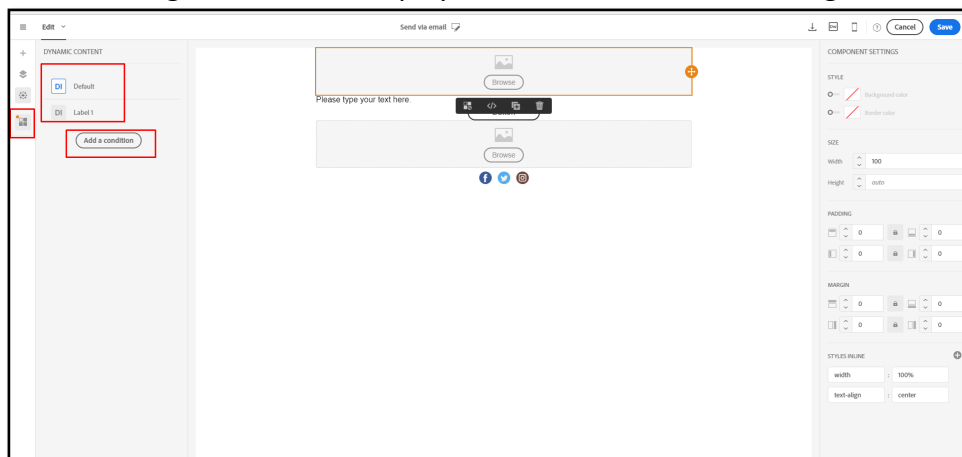 Edit
Send via email
Cancel
Save
DYNAMIC CONTENT
DI Default
DI Label 1
Add a condition
Browse
Please type your text here.
Browse
COMPONENT SETTINGS
STYLE
Background color
Border color
SIZE
Width 100
Height auto
PADDING
0 0
0 0
MARGIN
0 0
0 0
STYLES INLINE
width : 100%
text-align : center